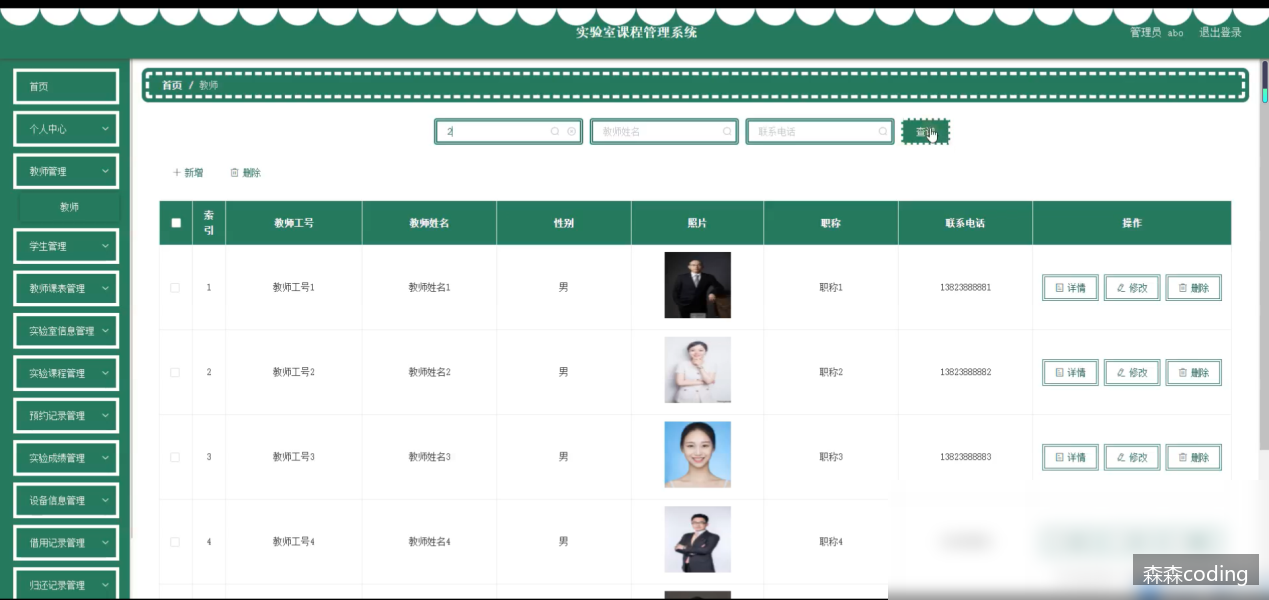 实验室课程管理系统
管理员 abo 退出登录
首页
个人中心
教师管理
教师
学生管理
教师课表管理
实验室信息管理
实验课程管理
预约记录管理
实验成绩管理
设备信息管理
借用记录管理
归还记录管理
首页 / 教师
2 教师姓名 联系电话 查询
新增 删除
索引 教师工号 教师姓名 性别 照片 职称 联系电话 操作
1 教师工号1 教师姓名1 男 职称1 13823888881 详情 修改 删除
2 教师工号2 教师姓名2 男 职称2 13823888882 详情 修改 删除
3 教师工号3 教师姓名3 男 职称3 13823888883 详情 修改 删除
4 教师工号4 教师姓名4 男 职称4
森森coding